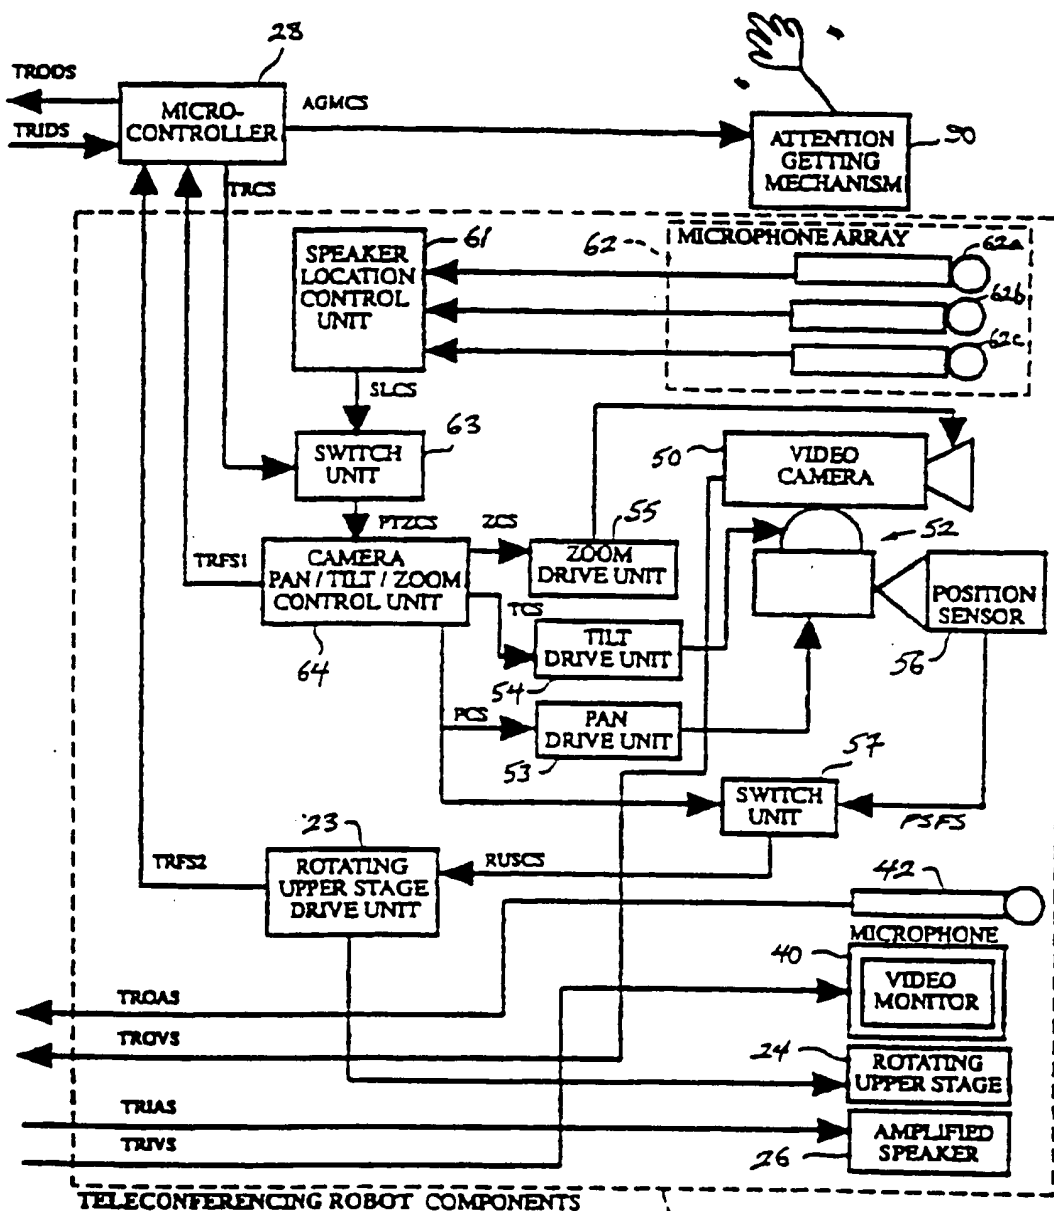 28
TRODS
MICRO-
CONTROLLER
AGMCS
TRIDS
ATTENTION
GETTING
MECHANISM
90
TRCS
61
62
MICROPHONE ARRAY
62a
SPEAKER
LOCATION
CONTROL
UNIT
62b
62c
SLCS
63
SWITCH
UNIT
50
VIDEO
CAMERA
PTZCS
ZCS
55
52
TRFS1
CAMERA
PAN / TILT / ZOOM
CONTROL UNIT
ZOOM
DRIVE UNIT
POSITION
SENSOR
TCS
64
TILT
DRIVE UNIT
54
56
PCS
PAN
DRIVE UNIT
53
57
SWITCH
UNIT
PSFS
23
TRFS2
ROTATING
UPPER STAGE
DRIVE UNIT
RUSCS
42
MICROPHONE
40
VIDEO
MONITOR
TROAS
TROVS
24
ROTATING
UPPER STAGE
TRIAS
TRIVS
AMPLIFIED
SPEAKER
26
TELECONFERENCING ROBOT COMPONENTS